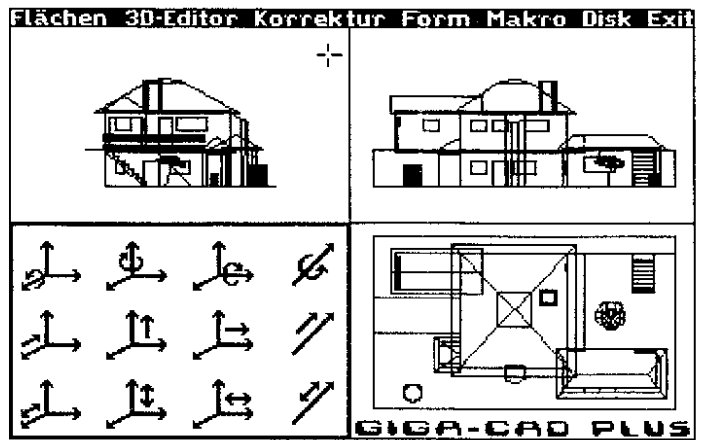 Flächen 3D-Editor Korrektur Form Makro Disk Exit
GIGA-CAD PLUS